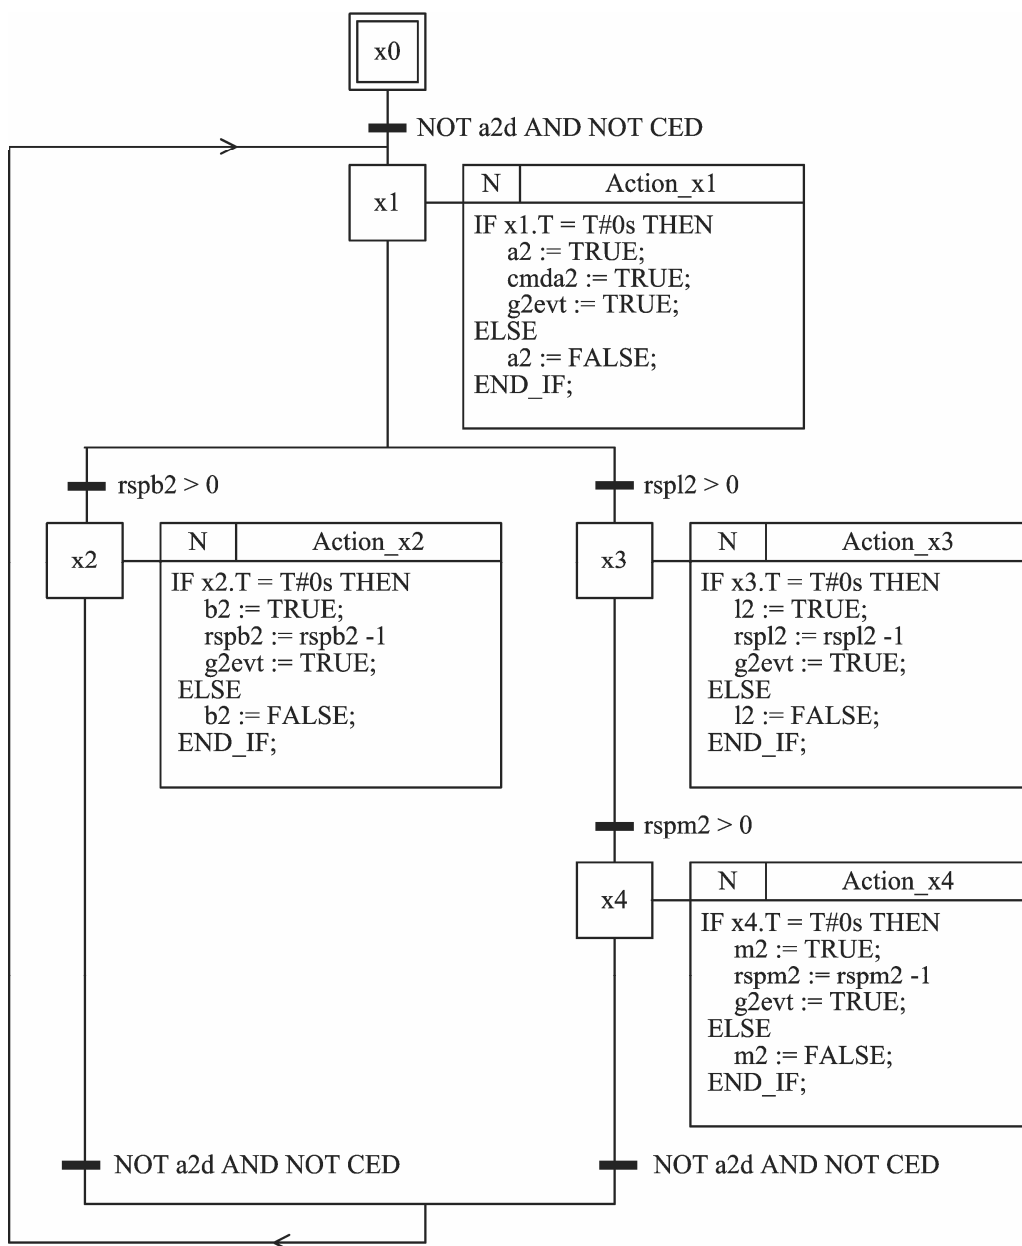 x0
NOT a2d AND NOT CED
x1
N Action_x1
IF x1.T = T#0s THEN
a2 := TRUE;
cmda2 := TRUE;
g2evt := TRUE;
ELSE
a2 := FALSE;
END_IF;
rspb2 > 0
rspl2 > 0
x2
N Action_x2
IF x2.T = T#0s THEN
b2 := TRUE;
rspb2 := rspb2 -1
g2evt := TRUE;
ELSE
b2 := FALSE;
END_IF;
x3
N Action_x3
IF x3.T = T#0s THEN
l2 := TRUE;
rspl2 := rspl2 -1
g2evt := TRUE;
ELSE
l2 := FALSE;
END_IF;
rspm2 > 0
x4
N Action_x4
IF x4.T = T#0s THEN
m2 := TRUE;
rspm2 := rspm2 -1
g2evt := TRUE;
ELSE
m2 := FALSE;
END_IF;
NOT a2d AND NOT CED
NOT a2d AND NOT CED